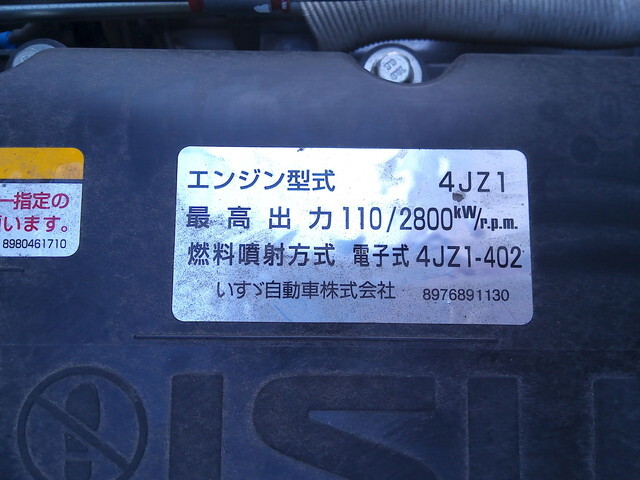 エンジン型式 4JZ1
最高出力 110/2800kW/r.p.m.
燃料噴射方式 電子式 4JZ1-402
いすゞ自動車株式会社 8976891130
指定の
います。
8980461710
ISU